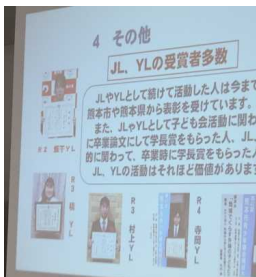 4 その他
JL、YLの受賞者多数
JLやYLとして続けて活動した人は今まで
熊本市や熊本県から表彰を受けています。
また、JLやYLとして子ども会活動に関わ
に卒業論文にして学長賞をもらった人、JL、
的に関わって、卒業時に学長賞をもらった人
JL、YLの活動はそれほど価値があります
R2 YL
R3 YL
R3 村上YL
R4 寺岡YL